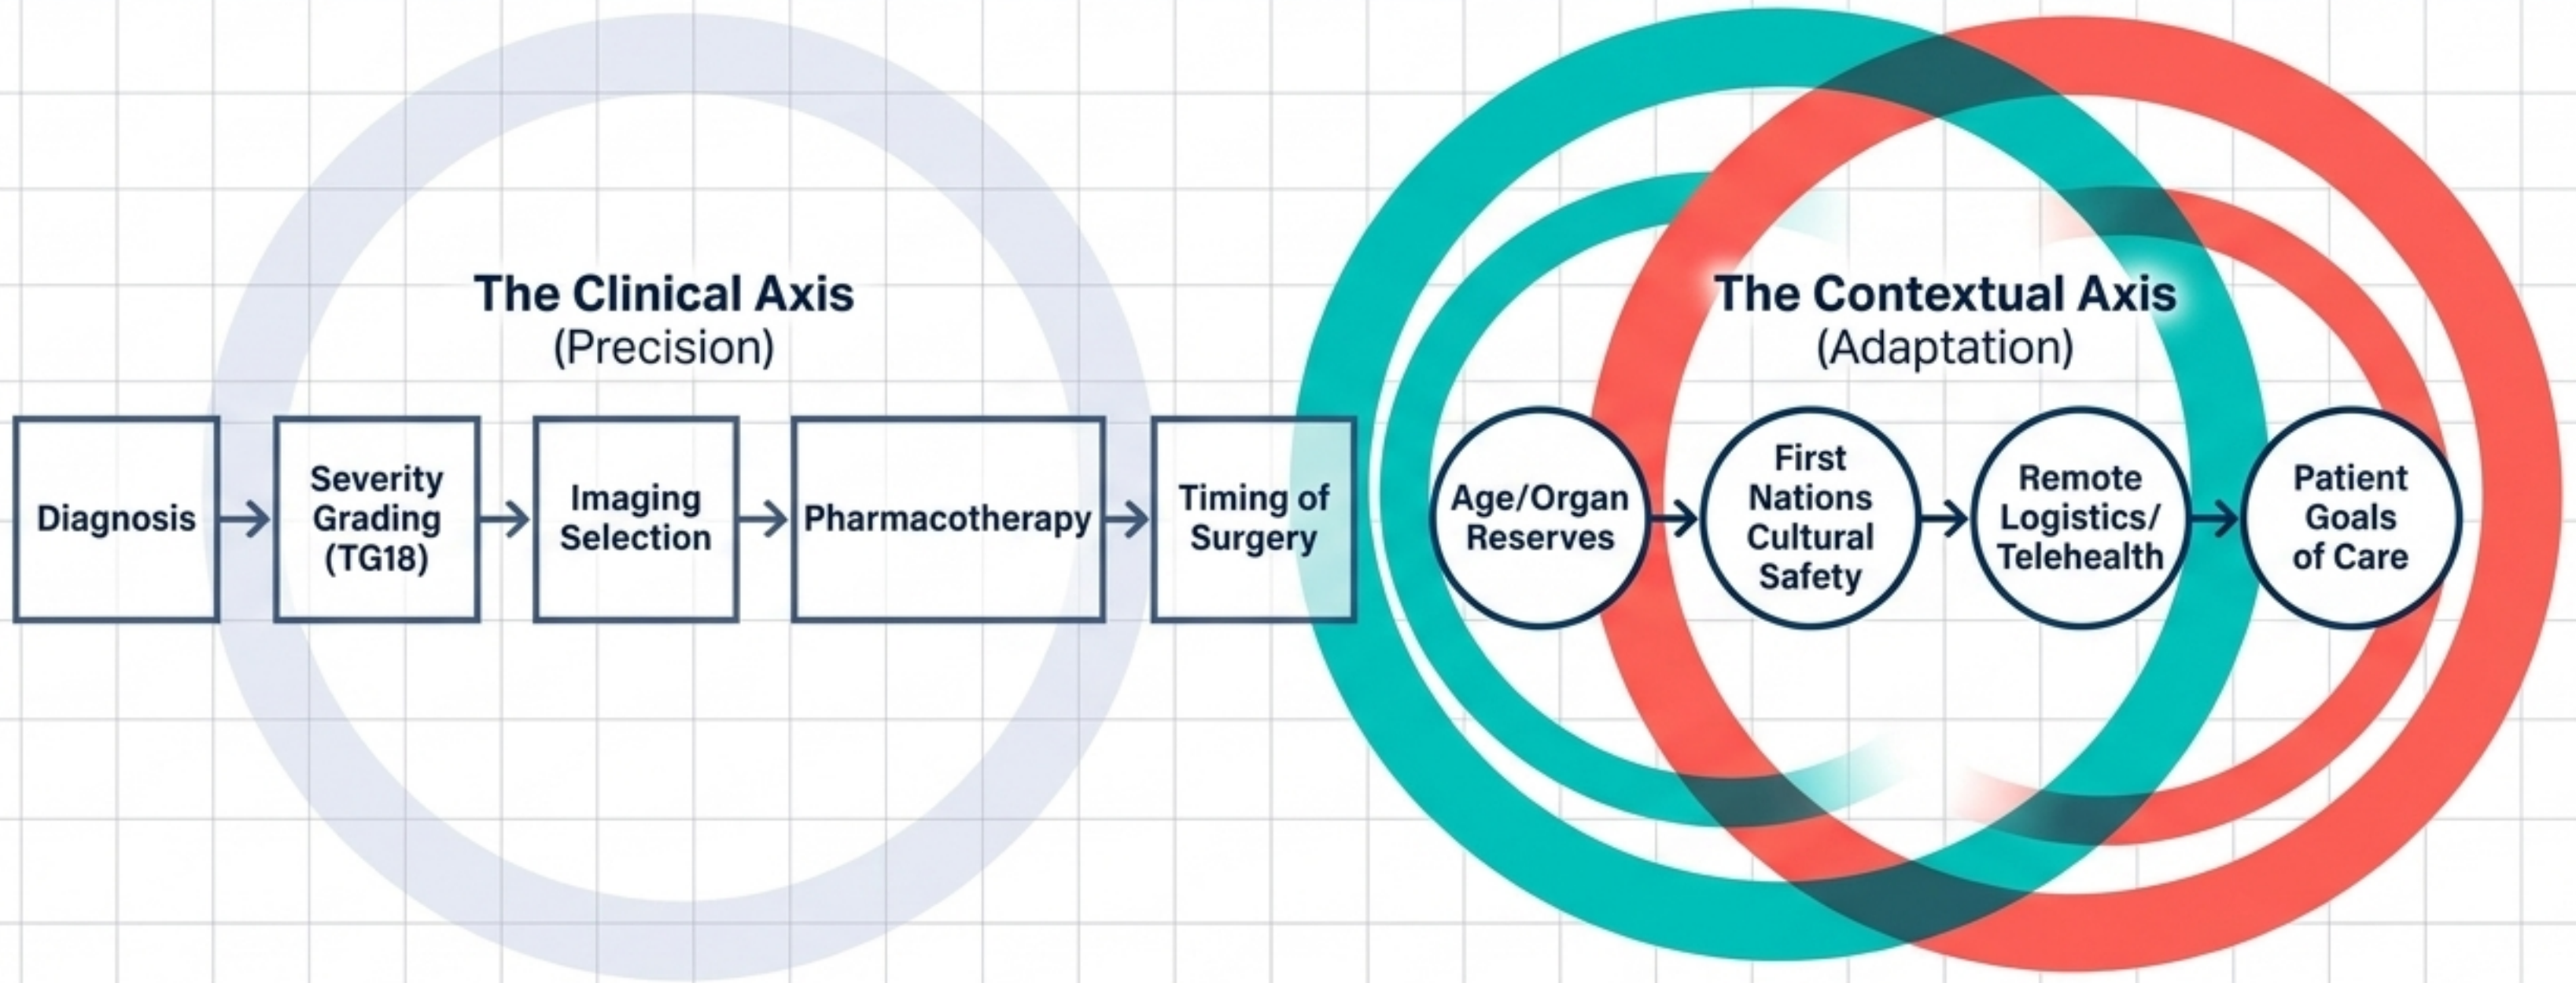 The Clinical Axis
(Precision)
Diagnosis
Severity
Grading
(TG18)
Imaging
Selection
Pharmacotherapy
Timing of
Surgery
The Contextual Axis
(Adaptation)
Age/Organ
Reserves
First
Nations
Cultural
Safety
Remote
Logistics/
Telehealth
Patient
Goals
of Care